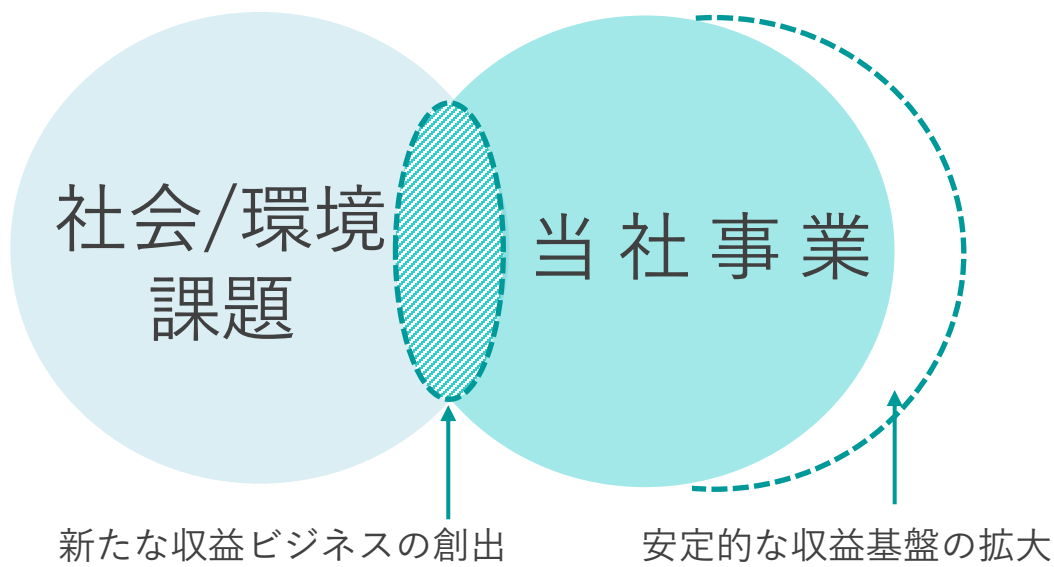 社会/環境
課題
当社事業
新たな収益ビジネスの創出
安定的な収益基盤の拡大